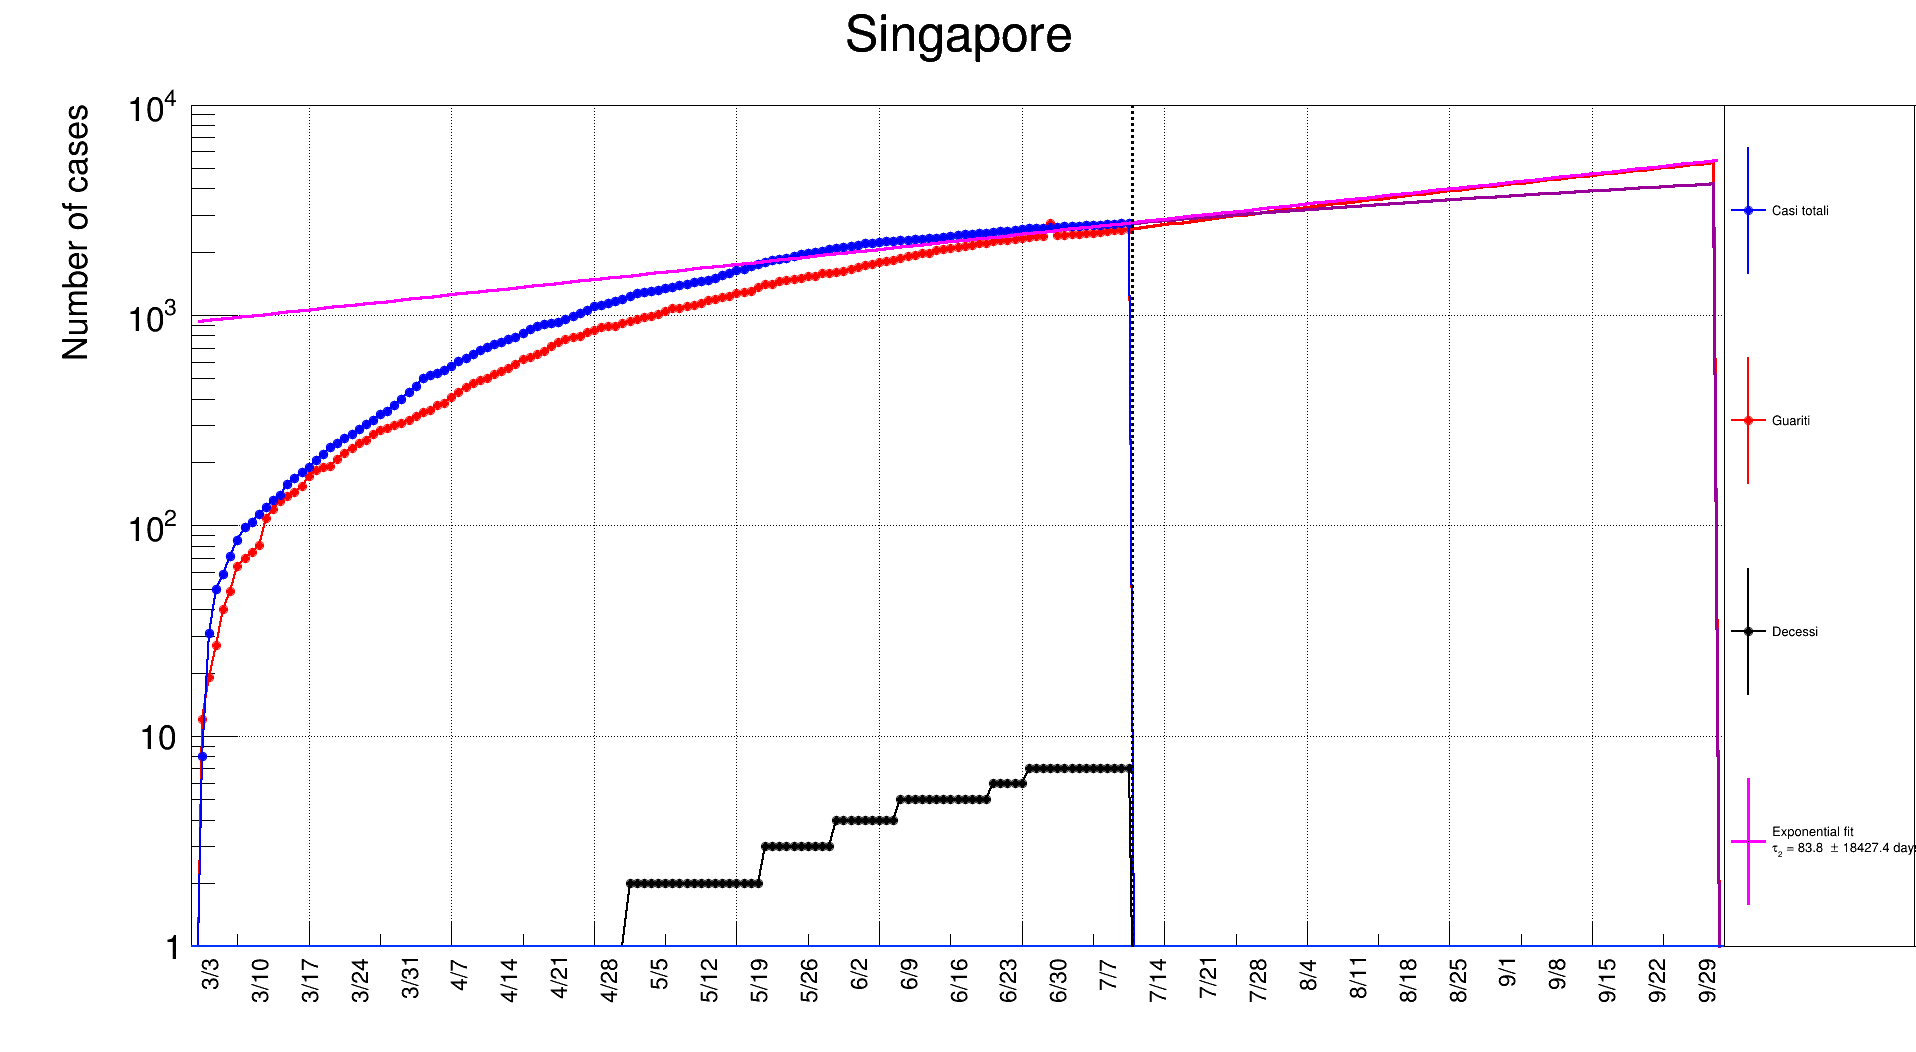 Singapore
Number of cases
10^4
10^3
10^2
10
1
3/3 3/10 3/17 3/24 3/31 4/7 4/14 4/21 4/28 5/5 5/12 5/19 5/26 6/2 6/9 6/16 6/23 6/30 7/7 7/14 7/21 7/28 8/4 8/11 8/18 8/25 9/1 9/8 9/15 9/22 9/29
Casi totali
Guariti
Decessi
Exponential fit
τ₂ = 83.8 ± 18427.4 days